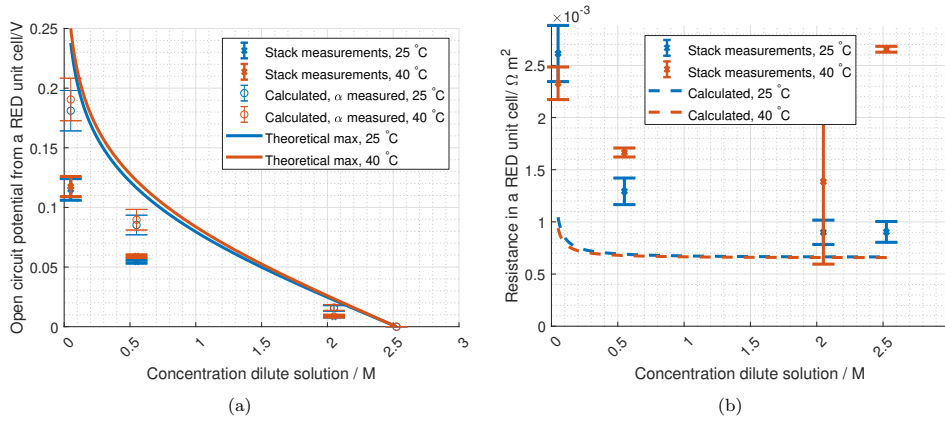 0.25
0.2
0.15
0.1
0.05
0
0
0.5
1
1.5
2
2.5
3
Open circuit potential from a RED unit cell/V
Concentration dilute solution / M
Stack measurements, 25 °C
Stack measurements, 40 °C
Calculated, α measured, 25 °C
Calculated, α measured, 40 °C
Theoretical max, 25 °C
Theoretical max, 40 °C
(a)
×10⁻³
2.5
2
1.5
1
0.5
0
0
0.5
1
1.5
2
2.5
Resistance in a RED unit cell/ Ω m²
Concentration dilute solution / M
Stack measurements, 25 °C
Stack measurements, 40 °C
Calculated, 25 °C
Calculated, 40 °C
(b)